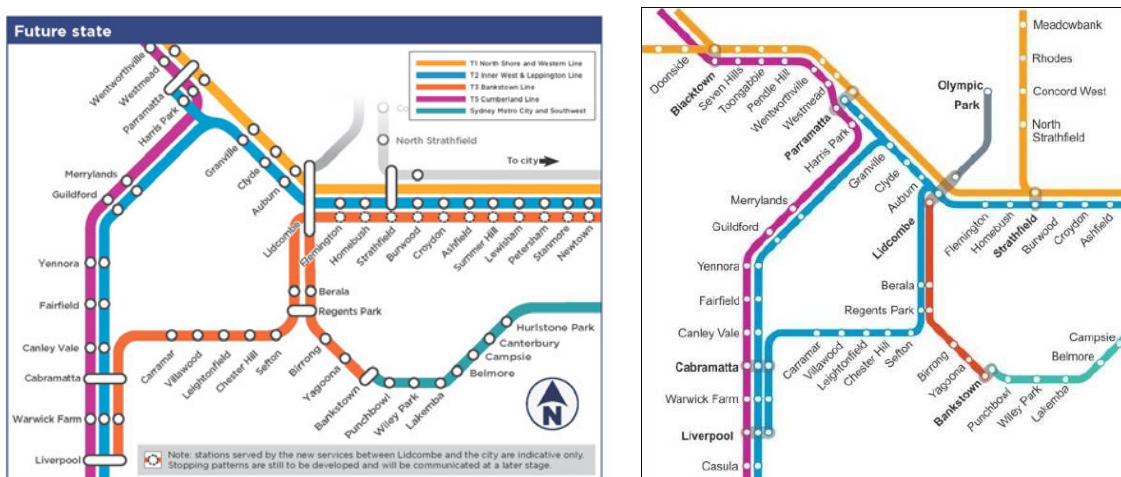 Future state
T1 North Shore and Western Line
T2 Inner West & Leppington Line
T3 Bankstown Line
T5 Cumberland Line
Sydney Metro City and Southwest
Wentworthville
Westmead
Parramatta
Harris Park
Merrylands
Guildford
Granville
Clyde
Auburn
North Strathfield
To city
Lidcombe
Flemington
Homebush
Strathfield
Burwood
Croydon
Ashfield
Summer Hill
Lewisham
Petersham
Stanmore
Newtown
Yennora
Fairfield
Canley Vale
Cabramatta
Warwick Farm
Liverpool
Berala
Regents Park
Carramar
Villawood
Leightonfield
Chester Hill
Sefton
Birrong
Yagoona
Bankstown
Punchbowl
Wiley Park
Lakemba
Belmore
Campsie
Canterbury
Hurlstone Park
N
Note: stations served by the new services between Lidcombe and the city are indicative only.
Stopping patterns are still to be developed and will be communicated at a later stage.
Doonside
Blacktown
Seven Hills
Toongabbie
Pendle Hill
Wentworthville
Westmead
Parramatta
Harris Park
Granville
Clyde
Auburn
Olympic
Park
Meadowbank
Rhodes
Concord West
North
Strathfield
Merrylands
Guildford
Lidcombe
Flemington
Homebush
Strathfield
Burwood
Croydon
Ashfield
Yennora
Fairfield
Canley Vale
Cabramatta
Warwick Farm
Liverpool
Casula
Berala
Regents Park
Carramar
Villawood
Leightonfield
Chester Hill
Sefton
Birrong
Yagoona
Bankstown
Punchbowl
Wiley Park
Lakemba
Belmore
Campsie